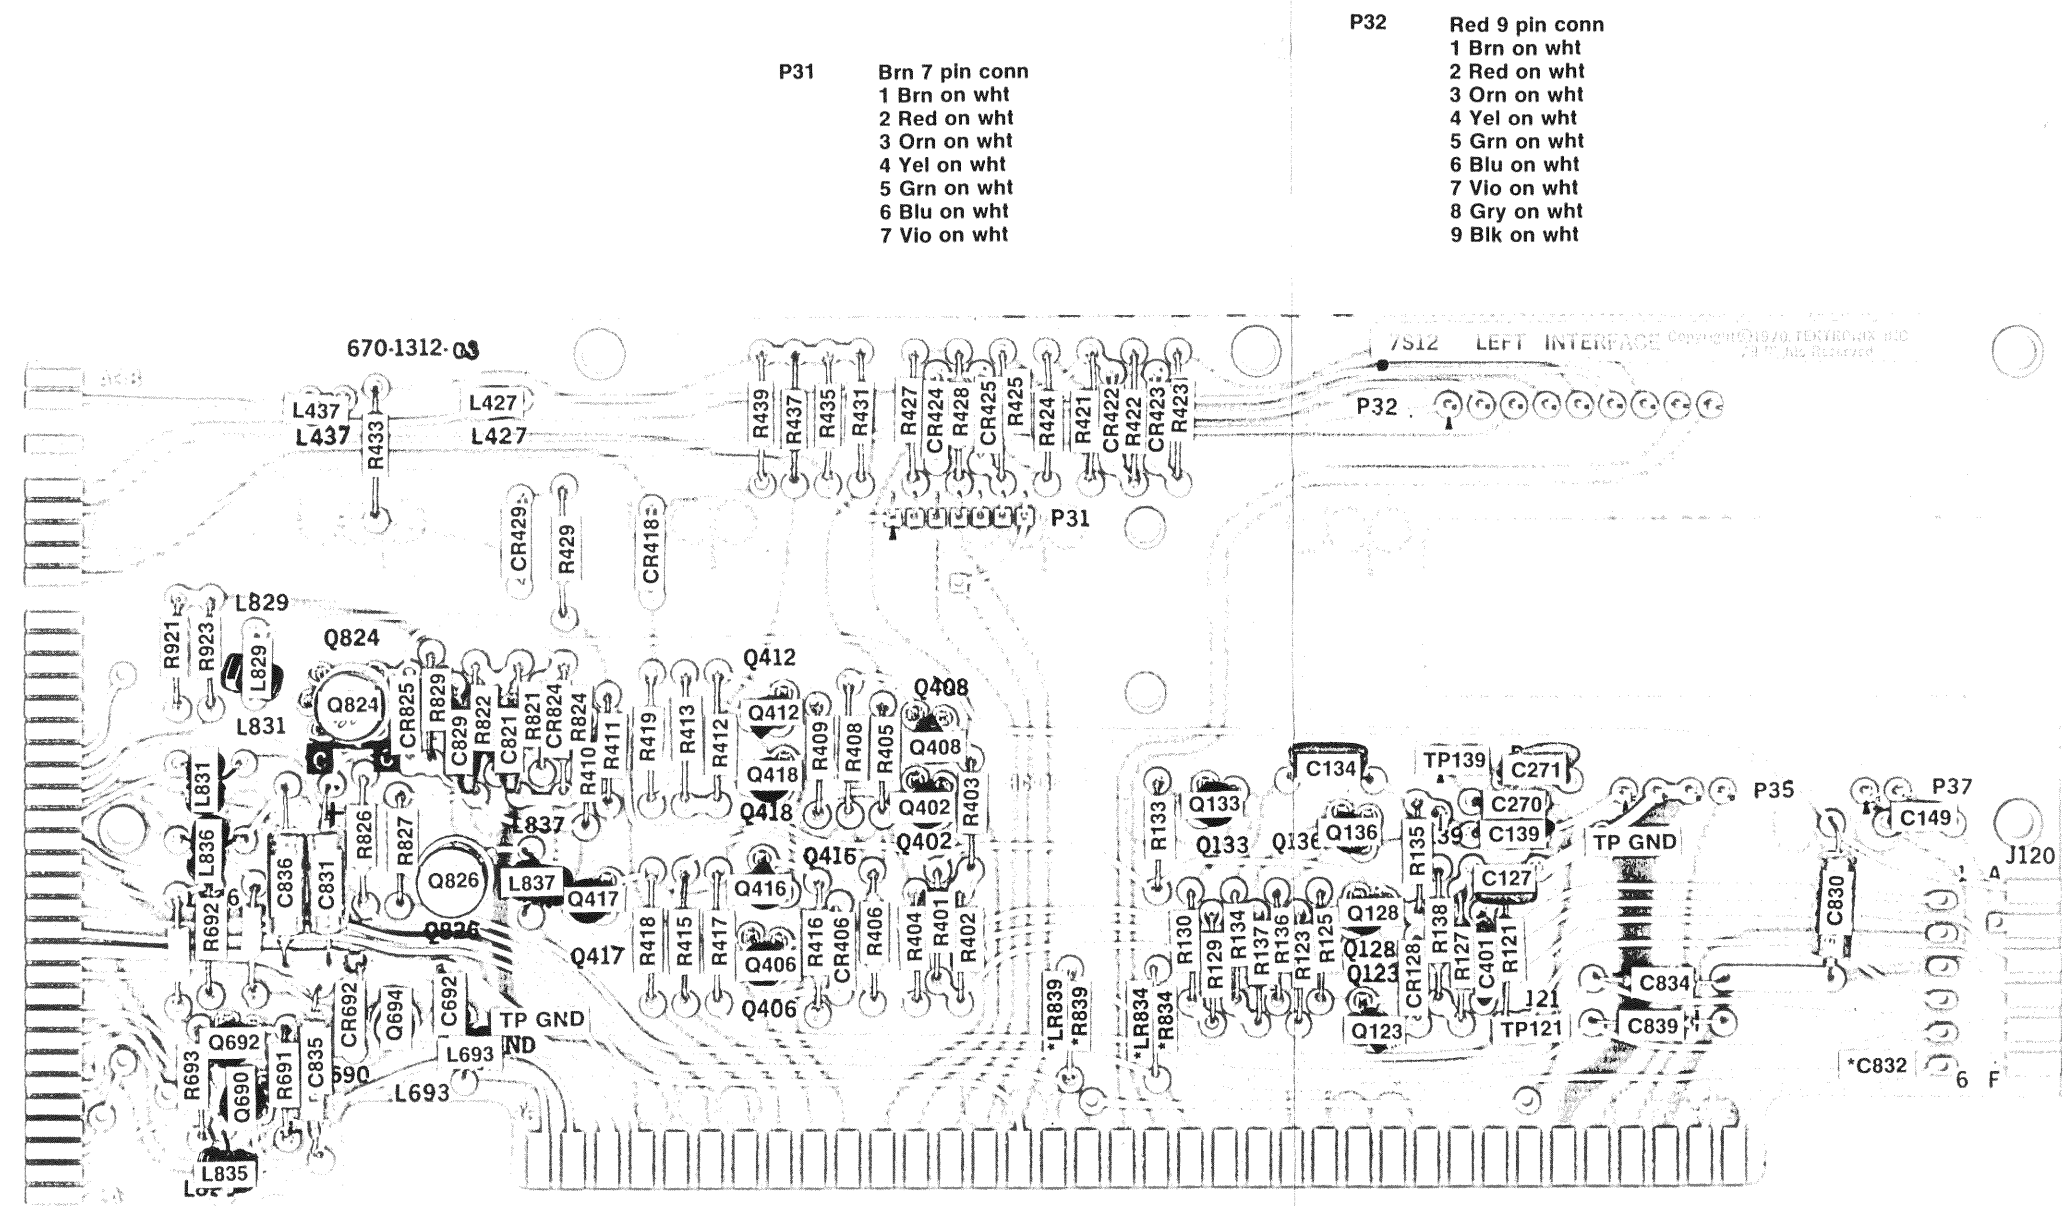 P32 Red 9 pin conn
1 Brn on wht
2 Red on wht
3 Orn on wht
4 Yel on wht
5 Grn on wht
6 Blu on wht
7 Vio on wht
8 Gry on wht
9 Blk on wht
P31 Brn 7 pin conn
1 Brn on wht
2 Red on wht
3 Orn on wht
4 Yel on wht
5 Grn on wht
6 Blu on wht
7 Vio on wht
670-1312-03
7S12 LEFT INTERFACE Copyright © 1970, TEKTRONIX INC
L437
L437
R433
L427
L427
R439
R437
R435
R431
R427
CR424
R428
CR425
R425
R424
R421
CR422
R422
CR423
R423
P32
P31
CR429
R429
CR418
R921
R923
L829
L829
Q824
Q824
L831
L831
CR825
R829
C829
R822
C821
R821
CR824
R824
R410
R411
R419
R413
R412
Q412
Q412
Q418
Q418
R409
R408
R405
Q408
Q408
Q402
Q402
R403
C
C
L836
C836
C831
R826
R827
Q826
Q826
L837
L837
Q417
Q417
R418
R415
R417
Q416
Q416
Q406
Q406
R416
CR406
R406
R404
R401
R402
R133
Q133
Q133
C134
Q136
Q136
R135
TP139
C271
C270
C139
C127
P35
TP GND
P37
C149
J120
1 A
C830
R130
R129
R134
R137
R136
R123
R125
Q128
Q128
Q123
Q123
CR128
R138
R127
C401
R121
TP121
C834
C839
*C832
6 F
*LR839
*R839
*LR834
*R834
R692
CR692
Q694
C692
TP GND
L693
L693
R693
Q692
Q690
R691
C835
L835